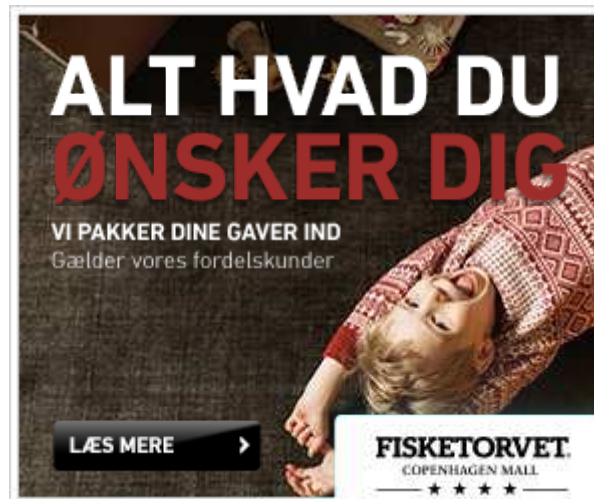 ALT HVAD DU
ØNSKER DIG
VI PAKKER DINE GAVER IND
Gælder vores fordelskunder
LÆS MERE
FISKETORVET.
COPENHAGEN MALL